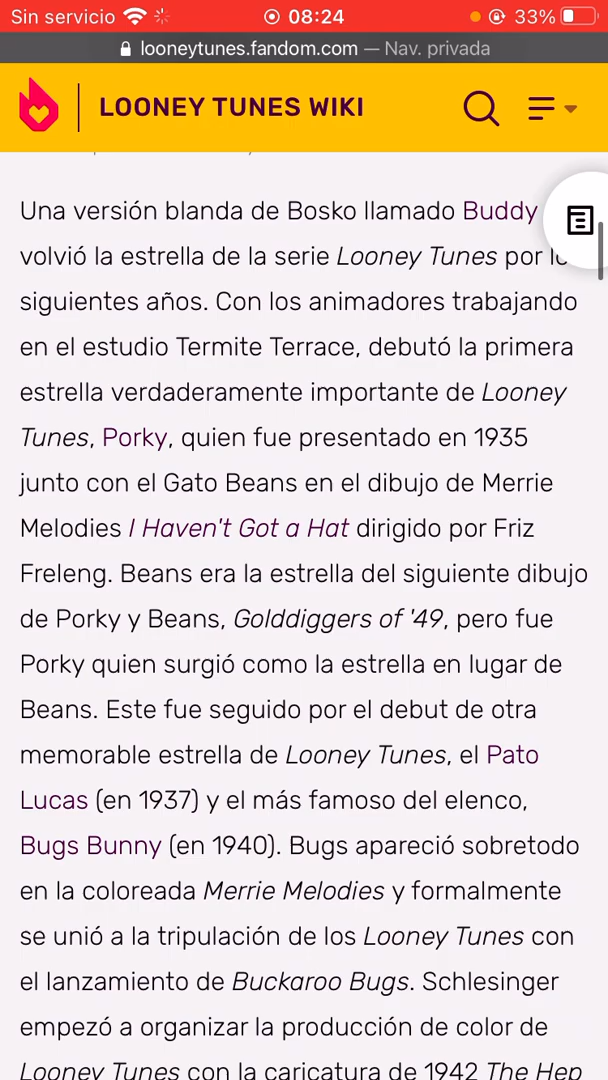 Sin servicio 08:24 33%
looneytunes.fandom.com — Nav. privada
LOONEY TUNES WIKI
Una versión blanda de Bosko llamado Buddy
volvió la estrella de la serie Looney Tunes por
siguientes años. Con los animadores trabajando
en el estudio Termite Terrace, debutó la primera
estrella verdaderamente importante de Looney
Tunes, Porky, quien fue presentado en 1935
junto con el Gato Beans en el dibujo de Merrie
Melodies I Haven't Got a Hat dirigido por Friz
Freleng. Beans era la estrella del siguiente dibujo
de Porky y Beans, Golddiggers of '49, pero fue
Porky quien surgió como la estrella en lugar de
Beans. Este fue seguido por el debut de otra
memorable estrella de Looney Tunes, el Pato
Lucas (en 1937) y el más famoso del elenco,
Bugs Bunny (en 1940). Bugs apareció sobretodo
en la coloreada Merrie Melodies y formalmente
se unió a la tripulación de los Looney Tunes con
el lanzamiento de Buckaroo Bugs. Schlesinger
empezó a organizar la producción de color de
Looney Tunes con la caricatura de 1942 The Hep